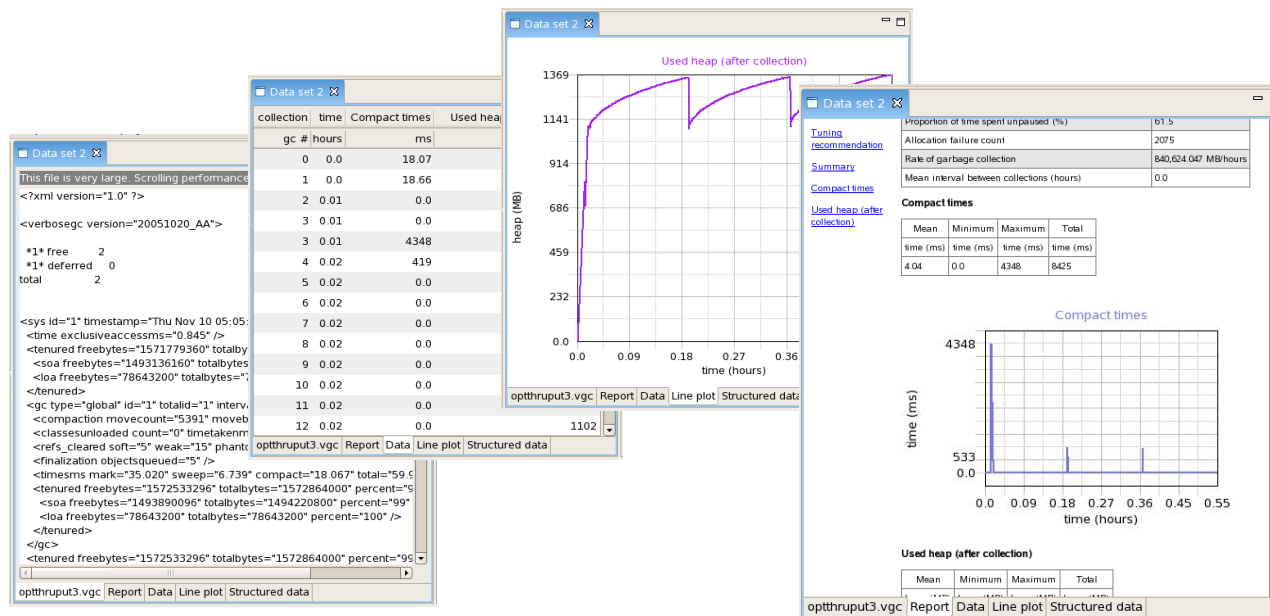 Data set 2
This file is very large. Scrolling performance
<?xml version="1.0" ?>
<verbosegc version="20051020_AA">
*1* free 2
*1* deferred 0
total 2
<sys id="1" timestamp="Thu Nov 10 05:05:
<time exclusiveaccessms="0.845" />
<tenured freebytes="1571779360" totalby
<soa freebytes="1493136160" totalbyte
<loa freebytes="78643200" totalbytes="7
</tenured>
<gc type="global" id="1" totalid="1" interv
<compaction movecount="5391" moveb
<classesunloaded count="0" timetakenm
<refs_cleared soft="5" weak="15" phanto
<finalization objectsqueued="5" />
<timesms mark="35.020" sweep="6.739" compact="18.067" total="59.9
<tenured freebytes="1572533296" totalbytes="1572864000" percent="9
<soa freebytes="1493890096" totalbytes="1494220800" percent="99"
<loa freebytes="78643200" totalbytes="78643200" percent="100" />
</tenured>
</gc>
<tenured freebytes="1572533296" totalbytes="1572864000" percent="99
optthruput3.vgc Report Data Line plot Structured data
Data set 2
collection time Compact times Used heap
gc # hours ms
0 0.0 18.07
1 0.0 18.66
2 0.01 0.0
3 0.01 0.0
3 0.01 4348
4 0.02 419
5 0.02 0.0
6 0.02 0.0
7 0.02 0.0
8 0.02 0.0
9 0.02 0.0
10 0.02 0.0
11 0.02 0.0
12 0.02 0.0 1102
optthruput3.vgc Report Data Line plot Structured data
Data set 2
Used heap (after collection)
1369
1141
914
686
459
232
0.0
heap (MB)
0.0 0.09 0.18 0.27 0.36
time (hours)
optthruput3.vgc Report Data Line plot Structured data
Data set 2
Tuning
recommendation
Summary
Compact times
Used heap (after
collection)
Proportion of time spent unpaused (%) 61.5
Allocation failure count 2075
Rate of garbage collection 840,624.047 MB/hours
Mean interval between collections (hours) 0.0
Compact times
Mean Minimum Maximum Total
time (ms) time (ms) time (ms) time (ms)
4.04 0.0 4348 8425
Compact times
4348
533
0.0
time (ms)
0.0 0.09 0.18 0.27 0.36 0.45 0.55
time (hours)
Used heap (after collection)
Mean Minimum Maximum Total
optthruput3.vgc Report Data Line plot Structured data